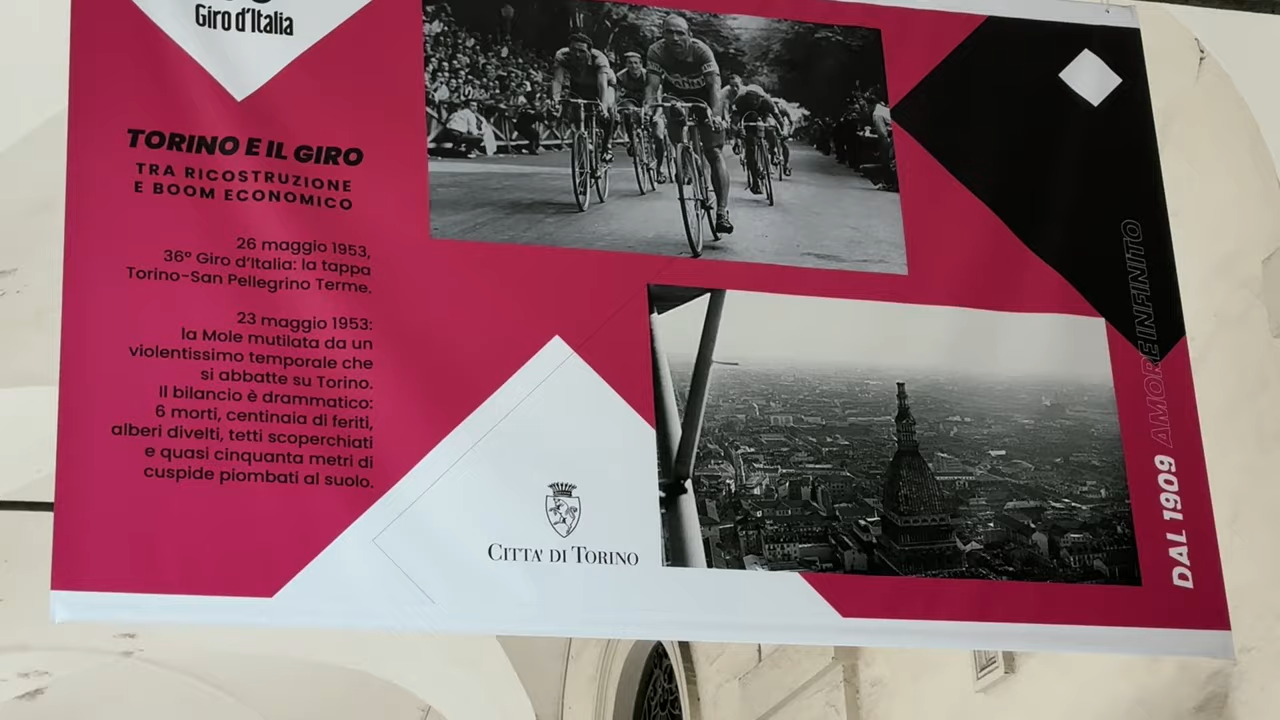 Giro d'Italia
TORINO E IL GIRO
TRA RICOSTRUZIONE
E BOOM ECONOMICO
26 maggio 1953,
36° Giro d'Italia: la tappa
Torino-San Pellegrino Terme.
23 maggio 1953:
la Mole mutilata da un
violentissimo temporale che
si abbatte su Torino.
Il bilancio è drammatico:
6 morti, centinaia di feriti,
alberi divelti, tetti scoperchiati
e quasi cinquanta metri di
cuspide piombati al suolo.
CITTA' DI TORINO
DAL 1909 AMORE INFINITO